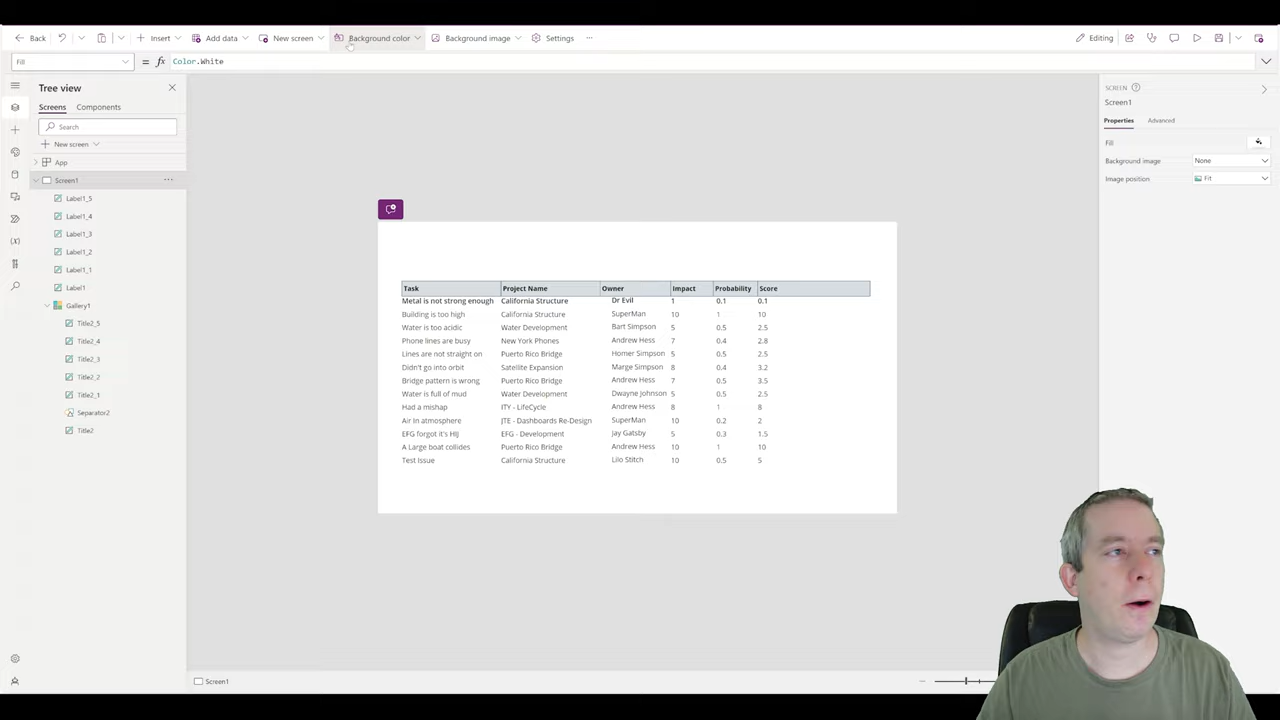 Back Insert Add data New screen Background color Background image Settings ... Editing
Fill = fx Color.White
Tree view
Screens Components
Search
New screen
App
Screen1 ...
Label1_5
Label1_4
Label1_3
Label1_2
Label1_1
Label1
Gallery1
Title2_5
Title2_4
Title2_3
Title2_2
Title2_1
Separator2
Title2
Task Project Name Owner Impact Probability Score
Metal is not strong enough California Structure Dr Evil 1 0.1 0.1
Building is too high California Structure SuperMan 10 1 10
Water is too acidic Water Development Bart Simpson 5 0.5 2.5
Phone lines are busy New York Phones Andrew Hess 7 0.4 2.8
Lines are not straight on Puerto Rico Bridge Homer Simpson 5 0.5 2.5
Didn't go into orbit Satellite Expansion Marge Simpson 8 0.4 3.2
Bridge pattern is wrong Puerto Rico Bridge Andrew Hess 7 0.5 3.5
Water is full of mud Water Development Dwayne Johnson 5 0.5 2.5
Had a mishap ITY - LifeCycle Andrew Hess 8 1 8
Air in atmosphere JTE - Dashboards Re-Design SuperMan 10 0.2 2
EFG forgot it's HIJ EFG - Development Jay Gatsby 5 0.3 1.5
A Large boat collides Puerto Rico Bridge Andrew Hess 10 1 10
Test Issue California Structure Lilo Stitch 10 0.5 5
SCREEN
Screen1
Properties Advanced
Fill
Background image None
Image position Fit
Screen1